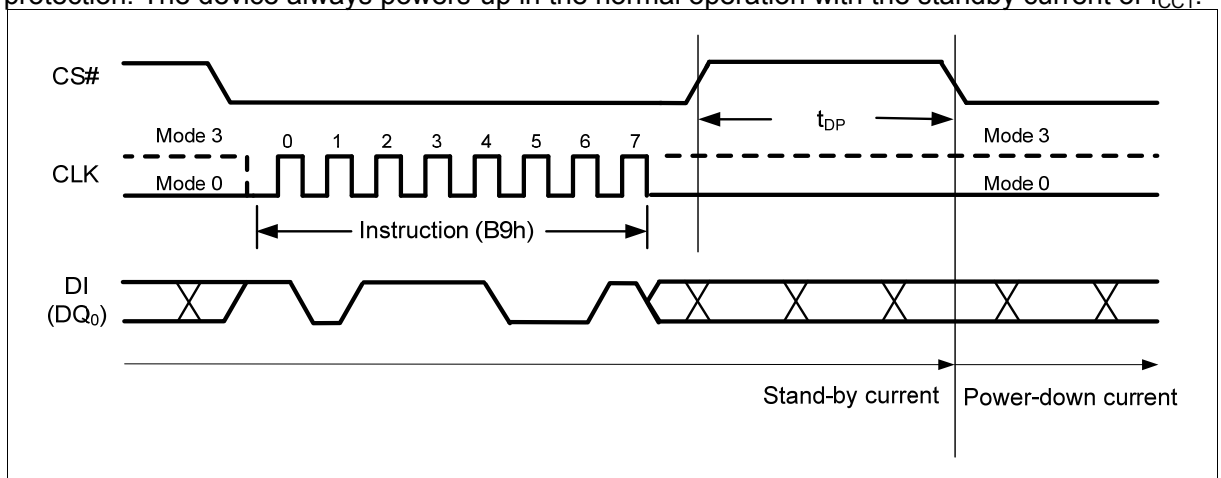 protection. The device always powers-up in the normal operation with the standby current of ICC1.
CS#
tDP
Mode 3
0 1 2 3 4 5 6 7
Mode 3
CLK
Mode 0
Mode 0
Instruction (B9h)
DI
(DQ0)
Stand-by current
Power-down current